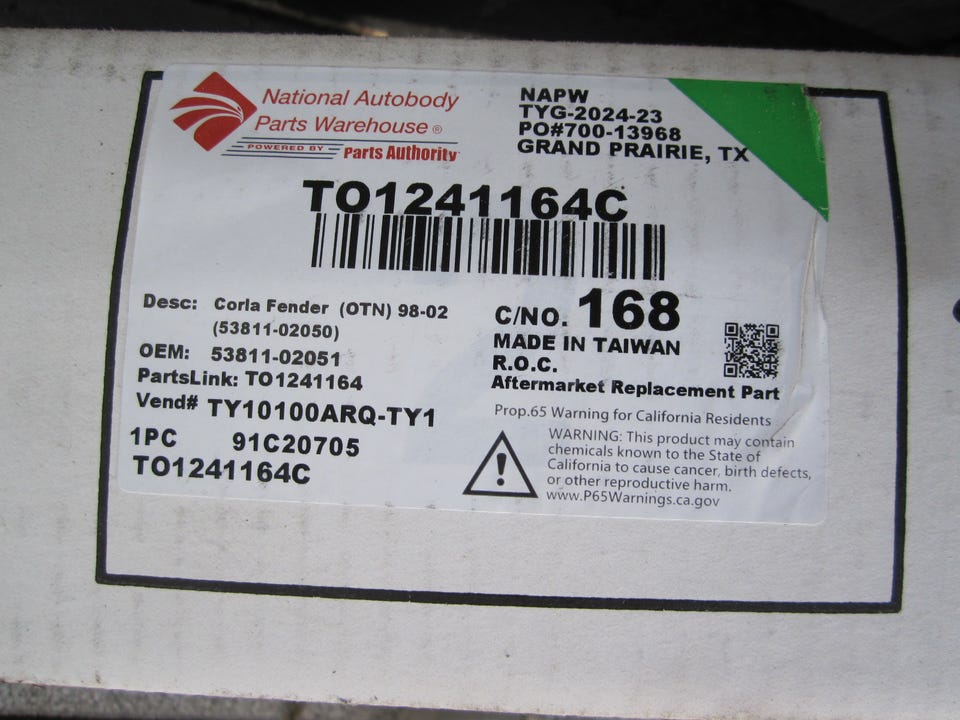 National Autobody
Parts Warehouse ®
POWERED BY Parts Authority
NAPW
TYG-2024-23
PO#700-13968
GRAND PRAIRIE, TX
TO1241164C
Desc: Corla Fender (OTN) 98-02
(53811-02050)
OEM: 53811-02051
PartsLink: TO1241164
Vend# TY10100ARQ-TY1
1PC 91C20705
TO1241164C
C/NO. 168
MADE IN TAIWAN
R.O.C.
Aftermarket Replacement Part
Prop.65 Warning for California Residents
WARNING: This product may contain
chemicals known to the State of
California to cause cancer, birth defects,
or other reproductive harm.
www.P65Warnings.ca.gov